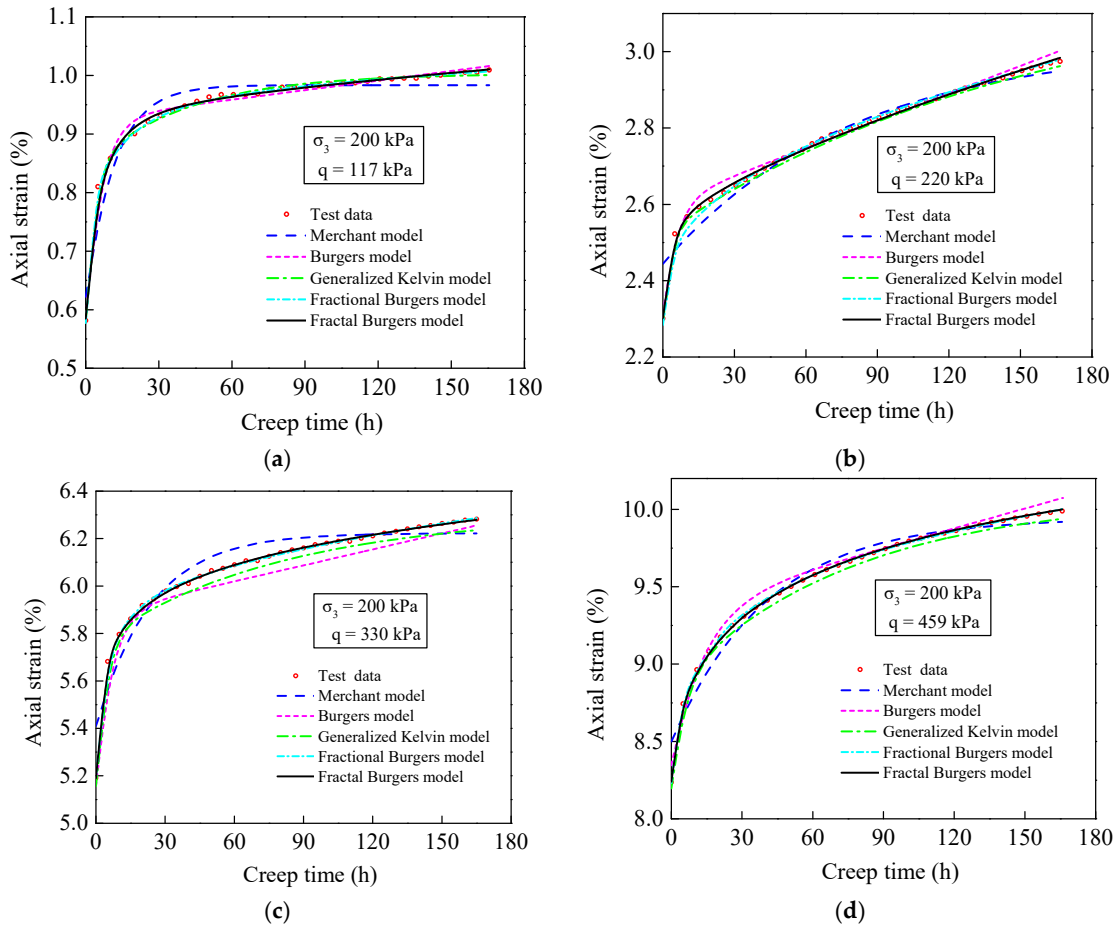 1.1
1.0
0.9
0.8
0.7
0.6
0.5
Axial strain (%)
σ3 = 200 kPa
q = 117 kPa
Test data
Merchant model
Burgers model
Generalized Kelvin model
Fractional Burgers model
Fractal Burgers model
0 30 60 90 120 150 180
Creep time (h)
(a)
3.0
2.8
2.6
2.4
2.2
Axial strain (%)
σ3 = 200 kPa
q = 220 kPa
Test data
Merchant model
Burgers model
Generalized Kelvin model
Fractional Burgers model
Fractal Burgers model
0 30 60 90 120 150 180
Creep time (h)
(b)
6.4
6.2
6.0
5.8
5.6
5.4
5.2
5.0
Axial strain (%)
σ3 = 200 kPa
q = 330 kPa
Test data
Merchant model
Burgers model
Generalized Kelvin model
Fractional Burgers model
Fractal Burgers model
0 30 60 90 120 150 180
Creep time (h)
(c)
10.0
9.5
9.0
8.5
8.0
Axial strain (%)
σ3 = 200 kPa
q = 459 kPa
Test data
Merchant model
Burgers model
Generalized Kelvin model
Fractional Burgers model
Fractal Burgers model
0 30 60 90 120 150 180
Creep time (h)
(d)